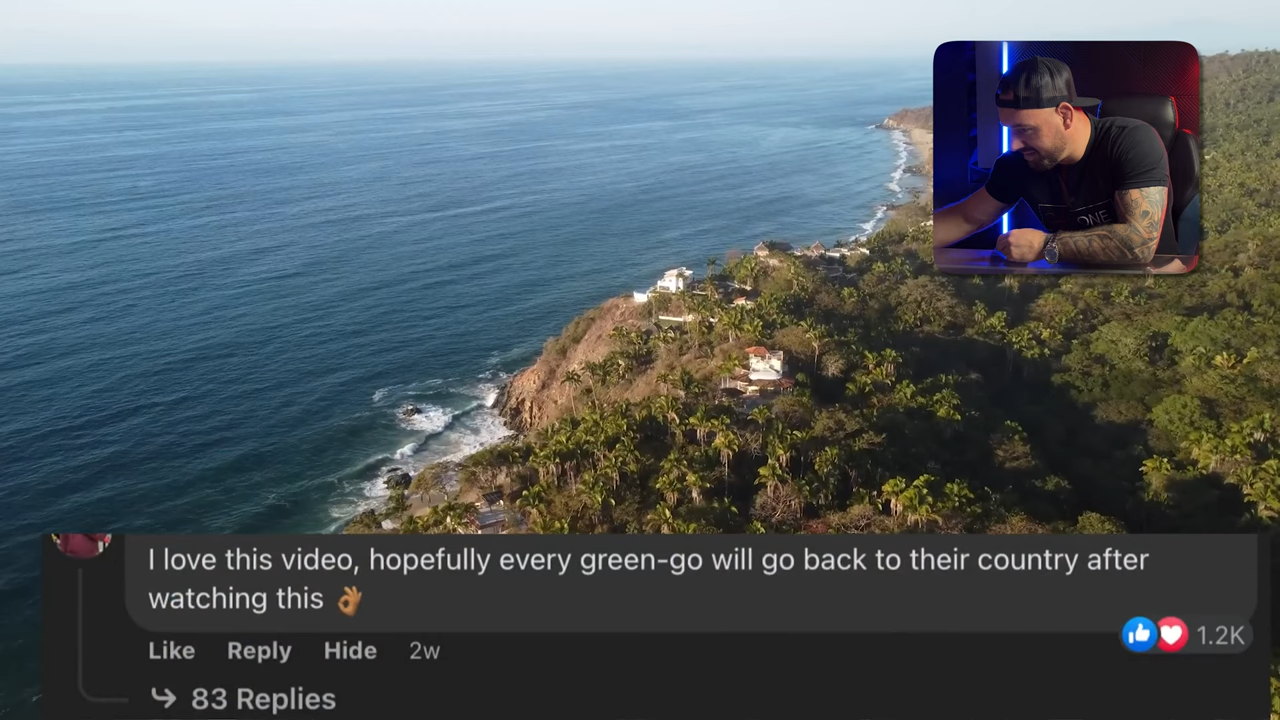 ONE
I love this video, hopefully every green-go will go back to their country after
watching this 👌🏾
Like Reply Hide 2w
1.2K
83 Replies